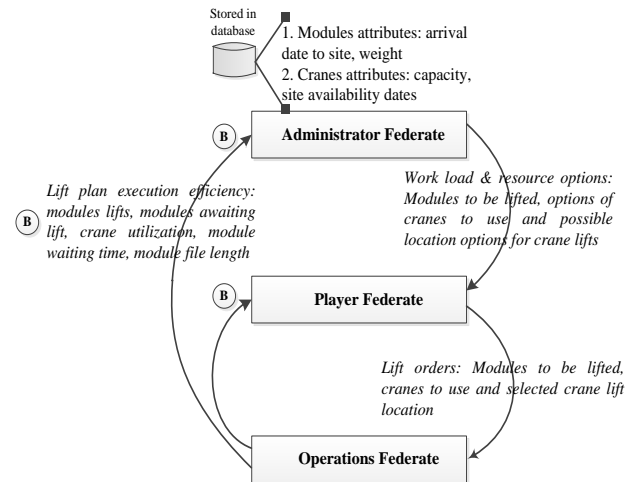 Stored in
database
1. Modules attributes: arrival
date to site, weight
2. Cranes attributes: capacity,
site availability dates
B
Administrator Federate
Work load & resource options:
Modules to be lifted, options of
cranes to use and possible
location options for crane lifts
Lift plan execution efficiency:
modules lifts, modules awaiting
lift, crane utilization, module
waiting time, module file length
B
B
Player Federate
Lift orders: Modules to be lifted,
cranes to use and selected crane lift
location
Operations Federate